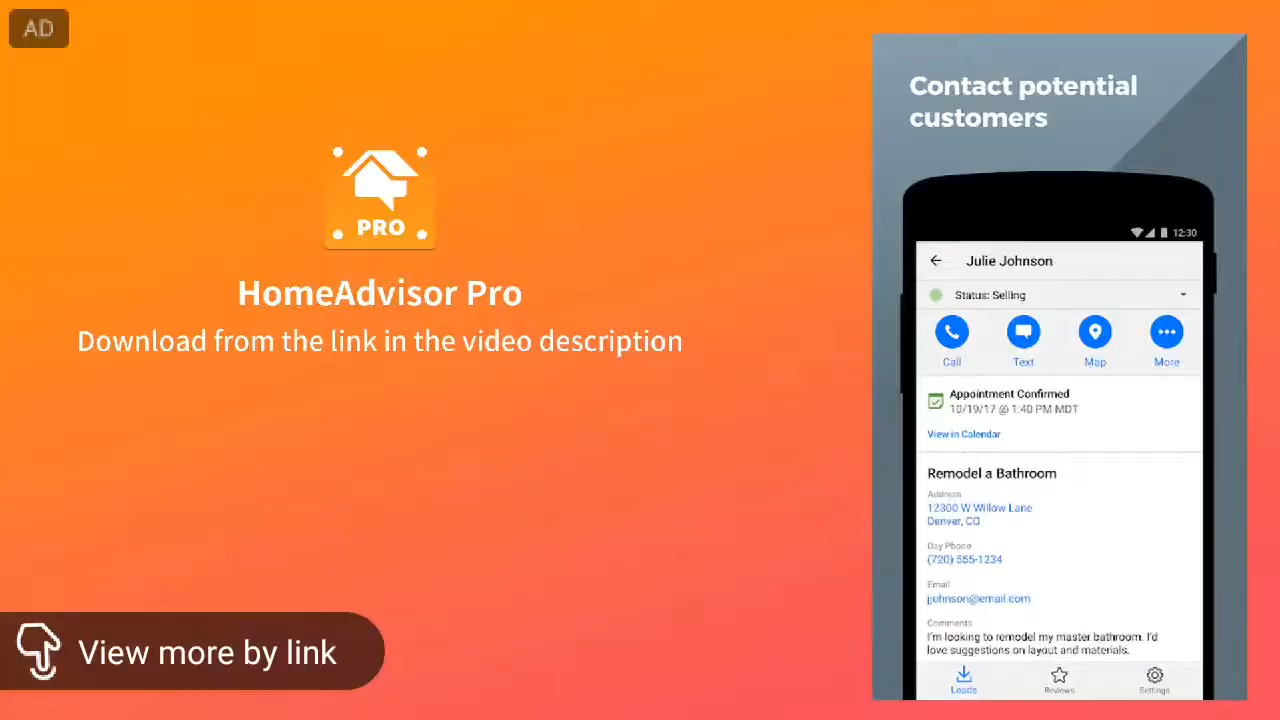 AD
PRO
HomeAdvisor Pro
Download from the link in the video description
View more by link
Contact potential
customers
12:30
Julie Johnson
Status: Selling
Call Text Map More
Appointment Confirmed
10/19/17 @ 1:40 PM MDT
View in Calendar
Remodel a Bathroom
Address
12300 W Willow Lane
Denver, CO
Day Phone
(720) 555-1234
Email
jjohnson@email.com
Comments
I'm looking to remodel my master bathroom. I'd
love suggestions on layout and materials.
Leads Reviews Settings